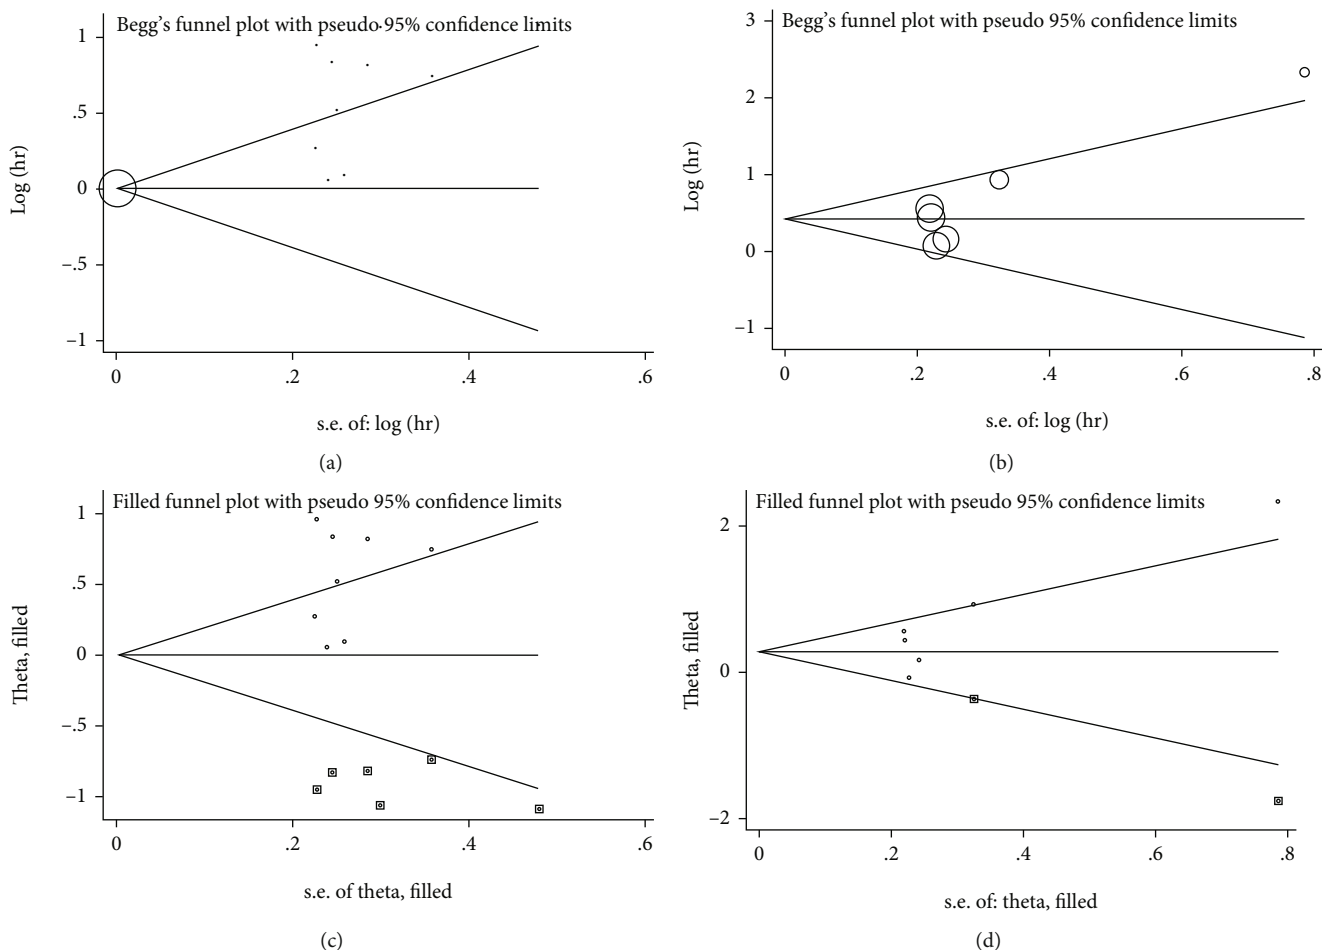 Begg's funnel plot with pseudo 95% confidence limits
1
.5
0
−.5
−1
Log (hr)
0
.2
.4
.6
s.e. of: log (hr)
(a)
Begg's funnel plot with pseudo 95% confidence limits
3
2
1
0
−1
Log (hr)
0
.2
.4
.6
.8
s.e. of: log (hr)
(b)
Filled funnel plot with pseudo 95% confidence limits
1
.5
0
−.5
−1
Theta, filled
0
.2
.4
.6
s.e. of theta, filled
(c)
Filled funnel plot with pseudo 95% confidence limits
2
0
−2
Theta, filled
0
.2
.4
.6
.8
s.e. of: theta, filled
(d)